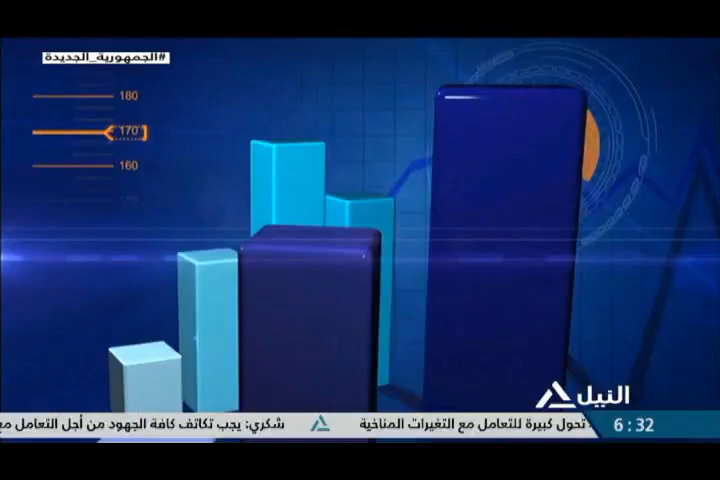 #الجمهورية_الجديدة
180
170
160
النيل
تحول كبيرة للتعامل مع التغيرات المناخية
شكري: يجب تكاتف كافة الجهود من أجل التعامل مع
6:32